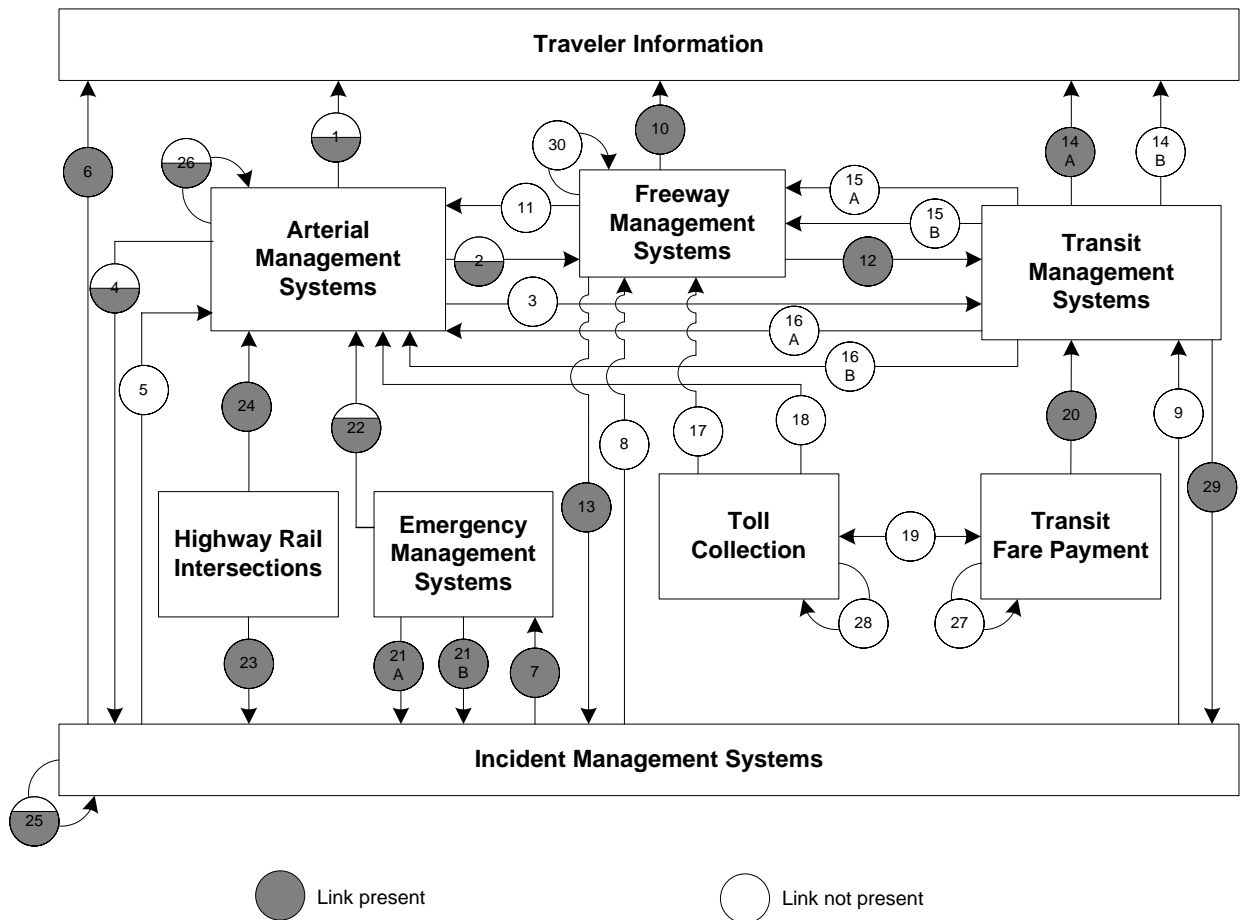 Traveler Information
1
10
14
A
14
B
6
26
30
15
A
11
Freeway
Management
Systems
15
B
Arterial
Management
Systems
2
12
Transit
Management
Systems
4
3
16
A
16
B
5
24
22
8
17
18
20
9
13
29
Highway Rail
Intersections
Emergency
Management
Systems
Toll
Collection
19
Transit
Fare Payment
28
27
23
21
A
21
B
7
Incident Management Systems
25
Link present
Link not present